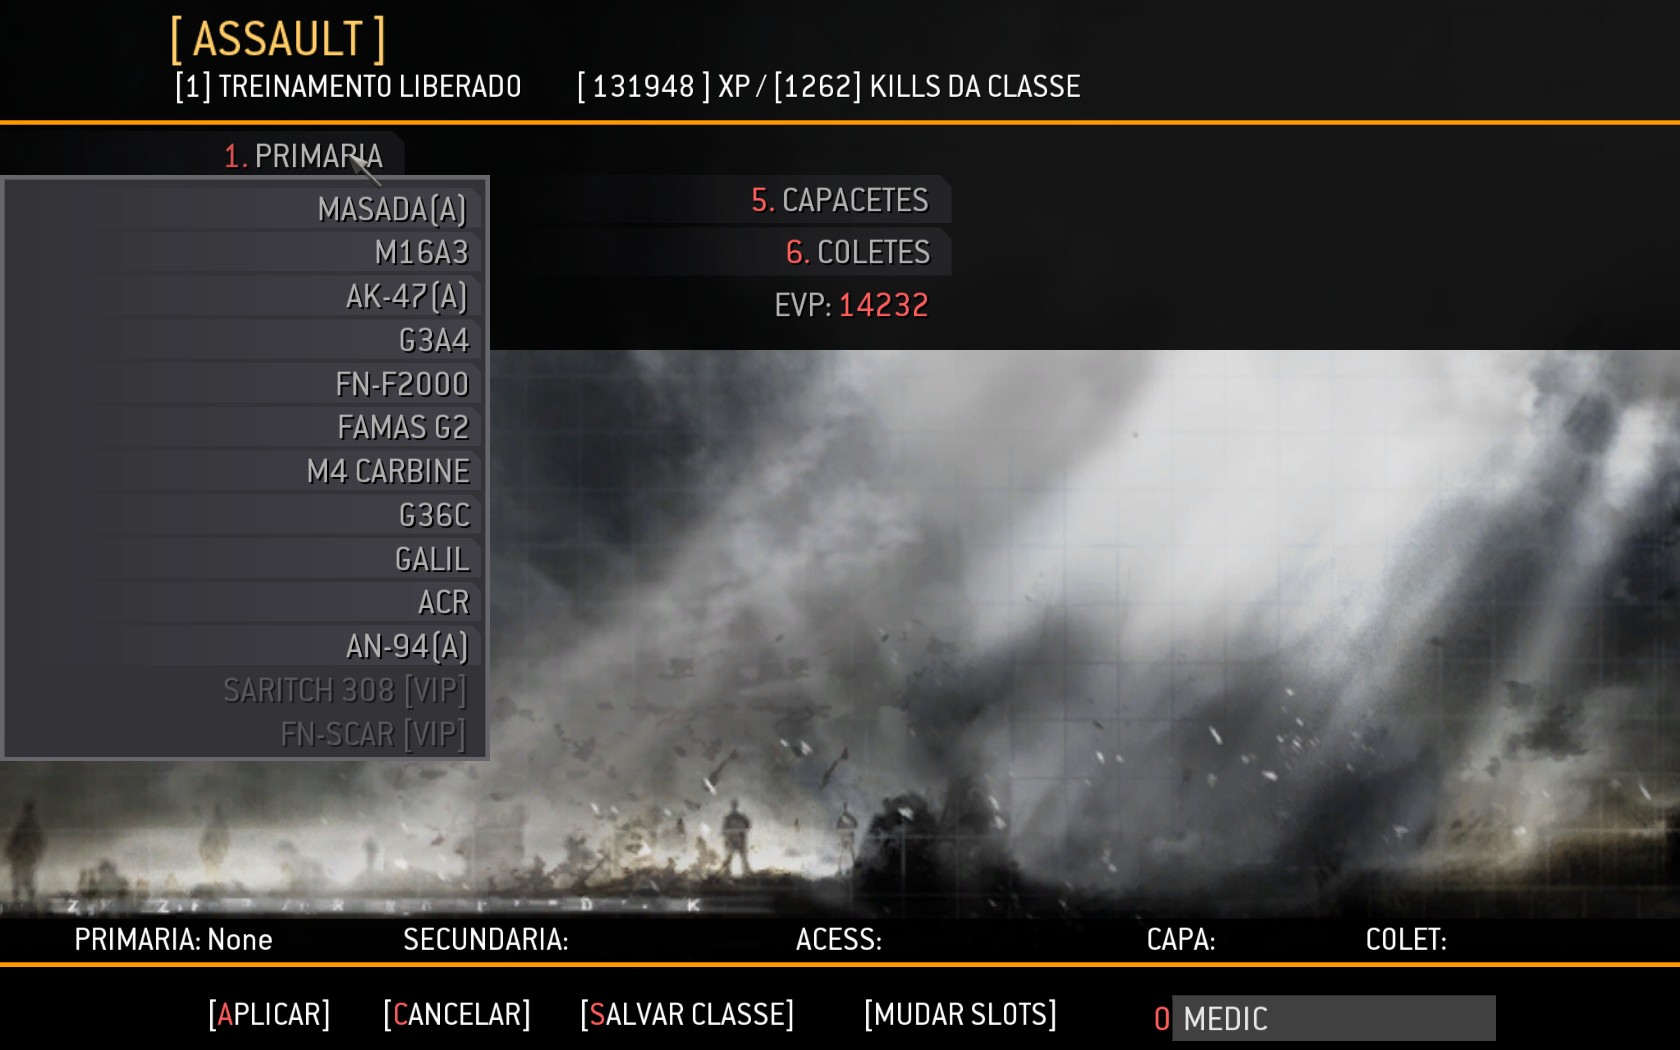 [ ASSAULT ]
[1] TREINAMENTO LIBERADO [ 131948 ] XP / [1262] KILLS DA CLASSE
1. PRIMARIA
MASADA(A)
M16A3
AK-47(A)
G3A4
FN-F2000
FAMAS G2
M4 CARBINE
G36C
GALIL
ACR
AN-94(A)
SARITCH 308 [VIP]
FN-SCAR [VIP]
5. CAPACETES
6. COLETES
EVP: 14232
PRIMARIA: None SECUNDARIA: ACESS: CAPA: COLET:
[APLICAR] [CANCELAR] [SALVAR CLASSE] [MUDAR SLOTS] 0 MEDIC